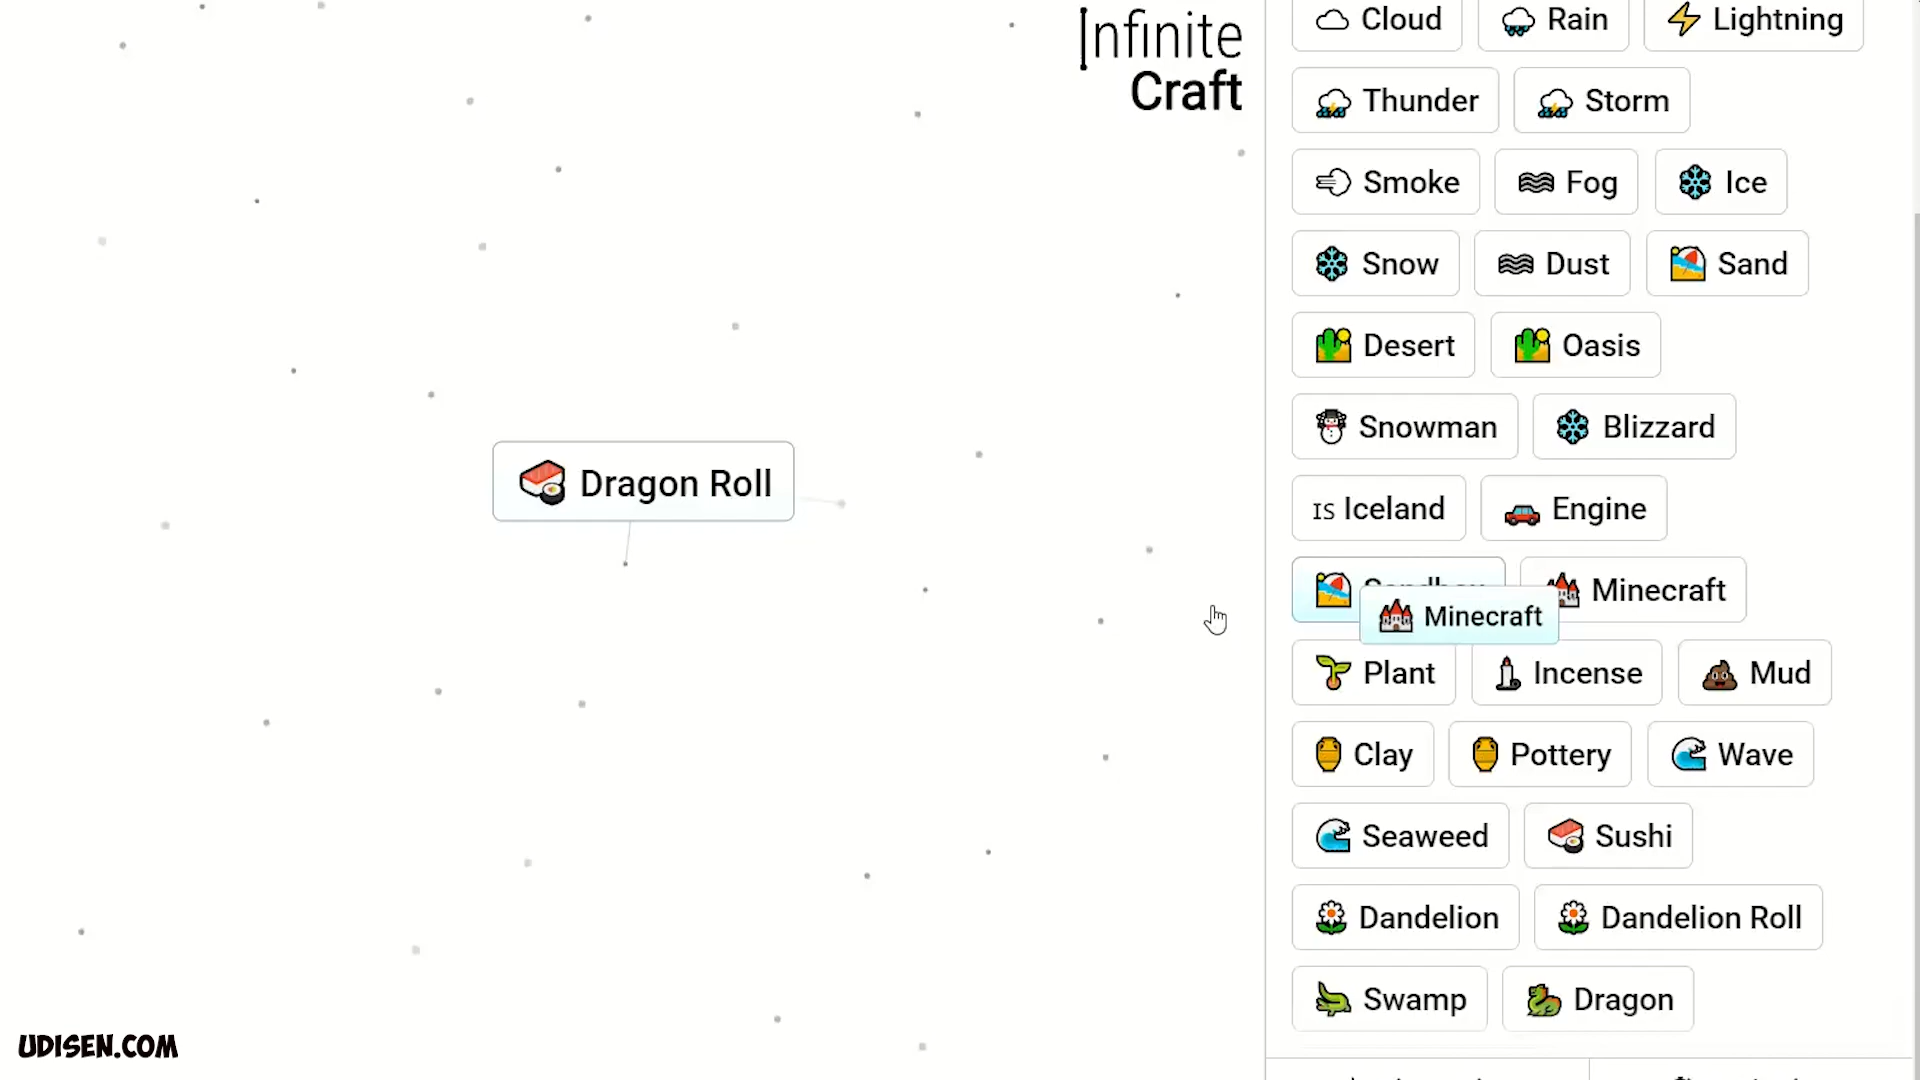 Infinite
Craft
Cloud
Rain
Lightning
Thunder
Storm
Smoke
Fog
Ice
Snow
Dust
Sand
Desert
Oasis
Dragon Roll
Snowman
Blizzard
IS Iceland
Engine
Minecraft
Minecraft
Plant
Incense
Mud
Clay
Pottery
Wave
Seaweed
Sushi
Dandelion
Dandelion Roll
Swamp
Dragon
UDISEN.COM